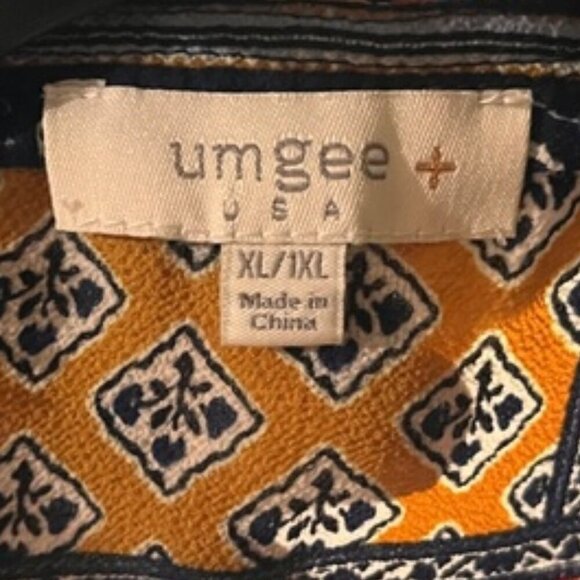 umgee +
USA
XL/1XL
Made in
China